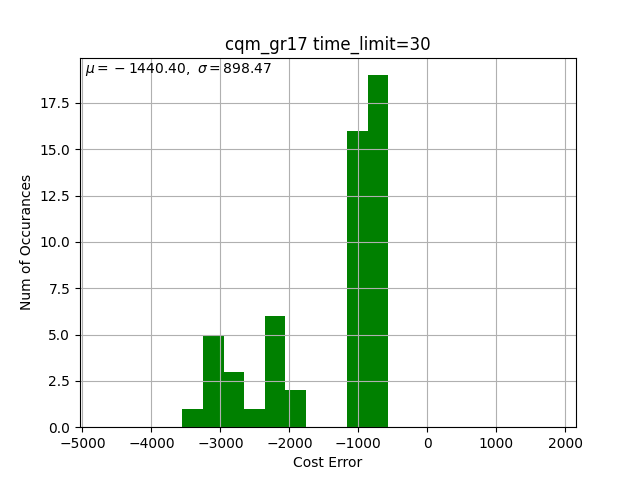 cqm_gr17 time_limit=30
μ = −1440.40, σ = 898.47
17.5
15.0
12.5
10.0
7.5
5.0
2.5
0.0
Num of Occurances
−5000 −4000 −3000 −2000 −1000 0 1000 2000
Cost Error